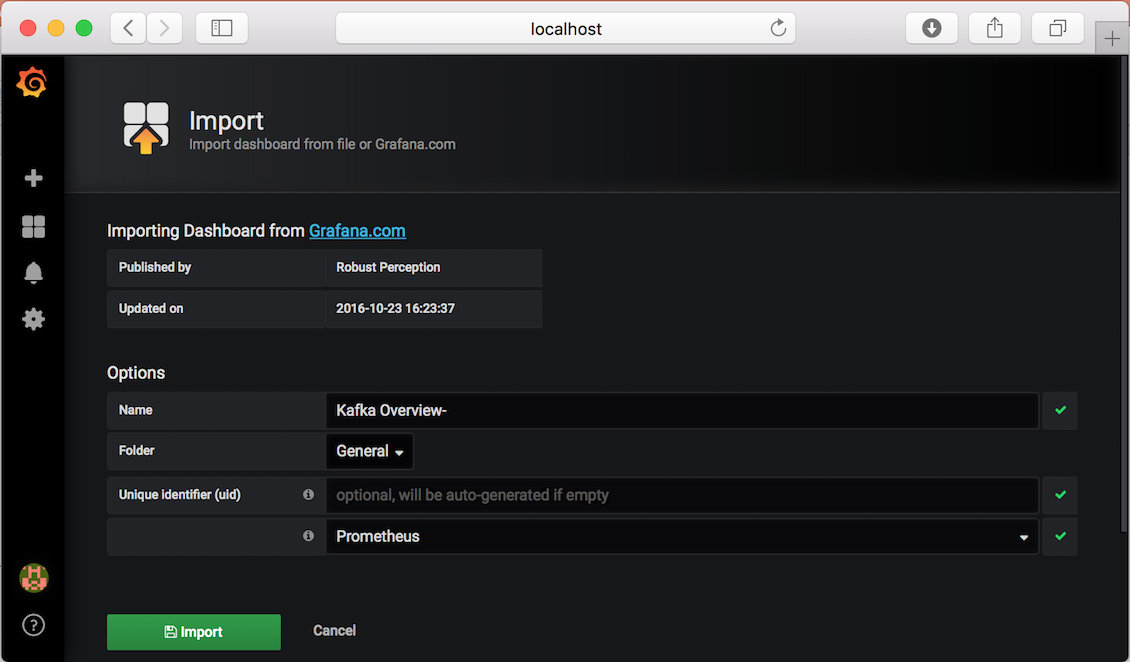 localhost
Import
Import dashboard from file or Grafana.com
Importing Dashboard from Grafana.com
Published by Robust Perception
Updated on 2016-10-23 16:23:37
Options
Name Kafka Overview-
Folder General
Unique identifier (uid) optional, will be auto-generated if empty
Prometheus
Import Cancel